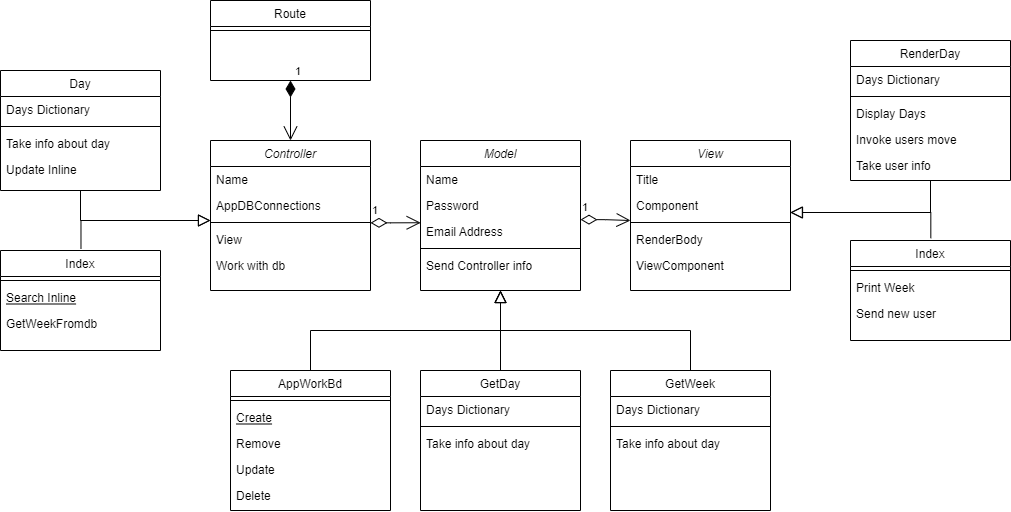 Route
1
Day
Days Dictionary
Take info about day
Update Inline
Index
Search Inline
GetWeekFromdb
Controller
Name
AppDBConnections
View
Work with db
1
Model
Name
Password
Email Address
Send Controller info
1
View
Title
Component
RenderBody
ViewComponent
RenderDay
Days Dictionary
Display Days
Invoke users move
Take user info
Index
Print Week
Send new user
AppWorkBd
Create
Remove
Update
Delete
GetDay
Days Dictionary
Take info about day
GetWeek
Days Dictionary
Take info about day